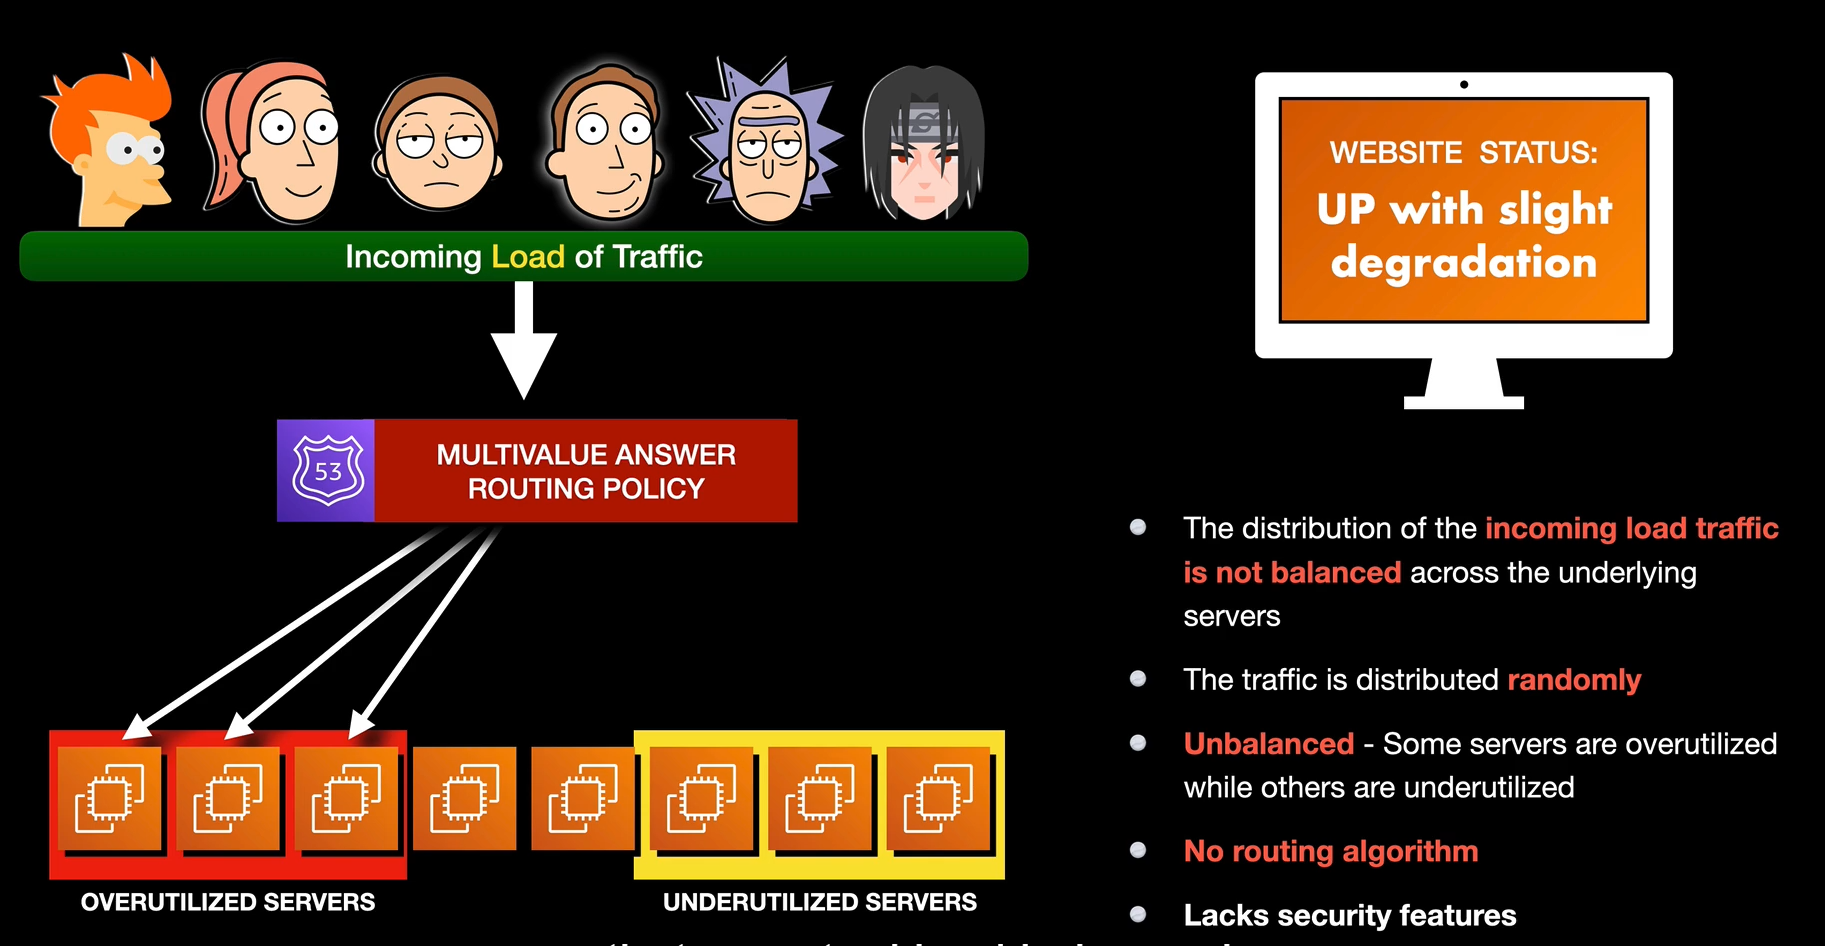 Incoming Load of Traffic
53
MULTIVALUE ANSWER
ROUTING POLICY
OVERUTILIZED SERVERS
UNDERUTILIZED SERVERS
WEBSITE STATUS:
UP with slight
degradation
The distribution of the incoming load traffic
is not balanced across the underlying
servers
The traffic is distributed randomly
Unbalanced - Some servers are overutilized
while others are underutilized
No routing algorithm
Lacks security features